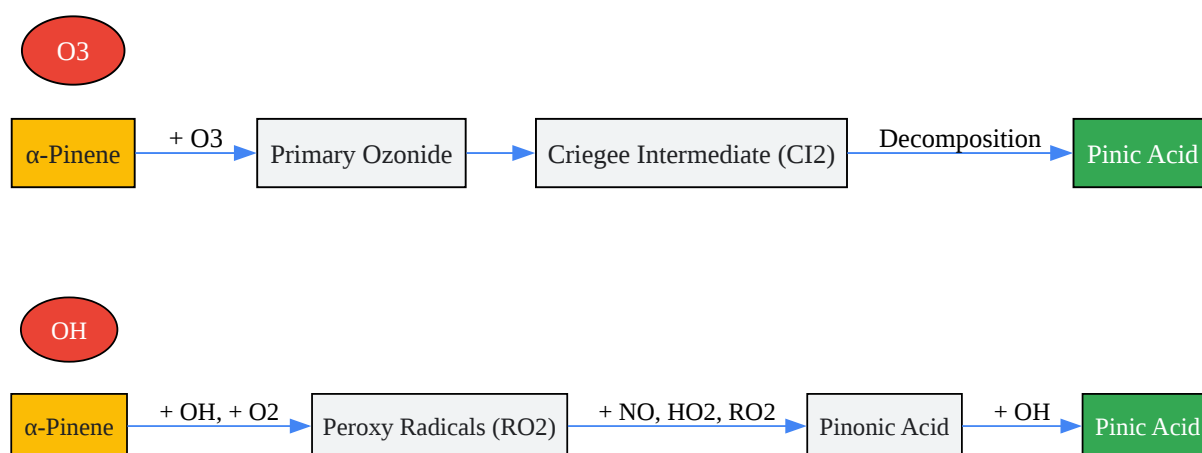 O3
α-Pinene
+ O3
Primary Ozonide
Criegee Intermediate (CI2)
Decomposition
Pinic Acid
OH
α-Pinene
+ OH, + O2
Peroxy Radicals (RO2)
+ NO, HO2, RO2
Pinonic Acid
+ OH
Pinic Acid